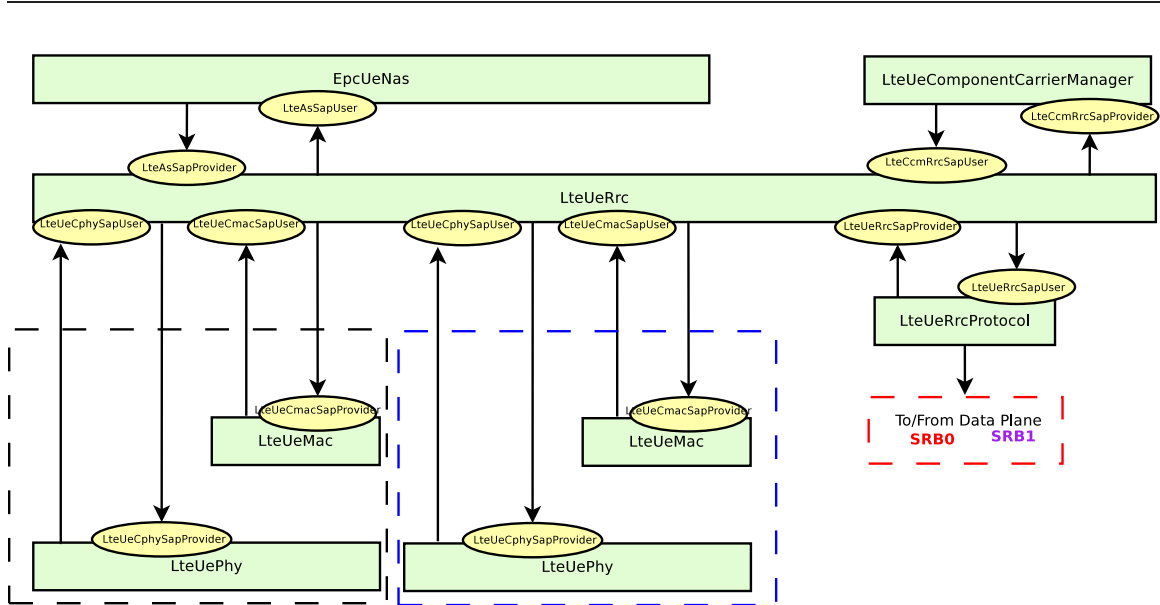 EpcUeNas
LteUeComponentCarrierManager
LteAsSapUser
LteCcmRrcSapProvider
LteAsSapProvider
LteCcmRrcSapUser
LteUeRrc
LteUeCphySapUser
LteUeCmacSapUser
LteUeCphySapUser
LteUeCmacSapUser
LteUeRrcSapProvider
LteUeRrcSapUser
LteUeRrcProtocol
LteUeCmacSapProvider
LteUeCmacSapProvider
To/From Data Plane
SRB0 SRB1
LteUeMac
LteUeMac
LteUeCphySapProvider
LteUeCphySapProvider
LteUePhy
LteUePhy